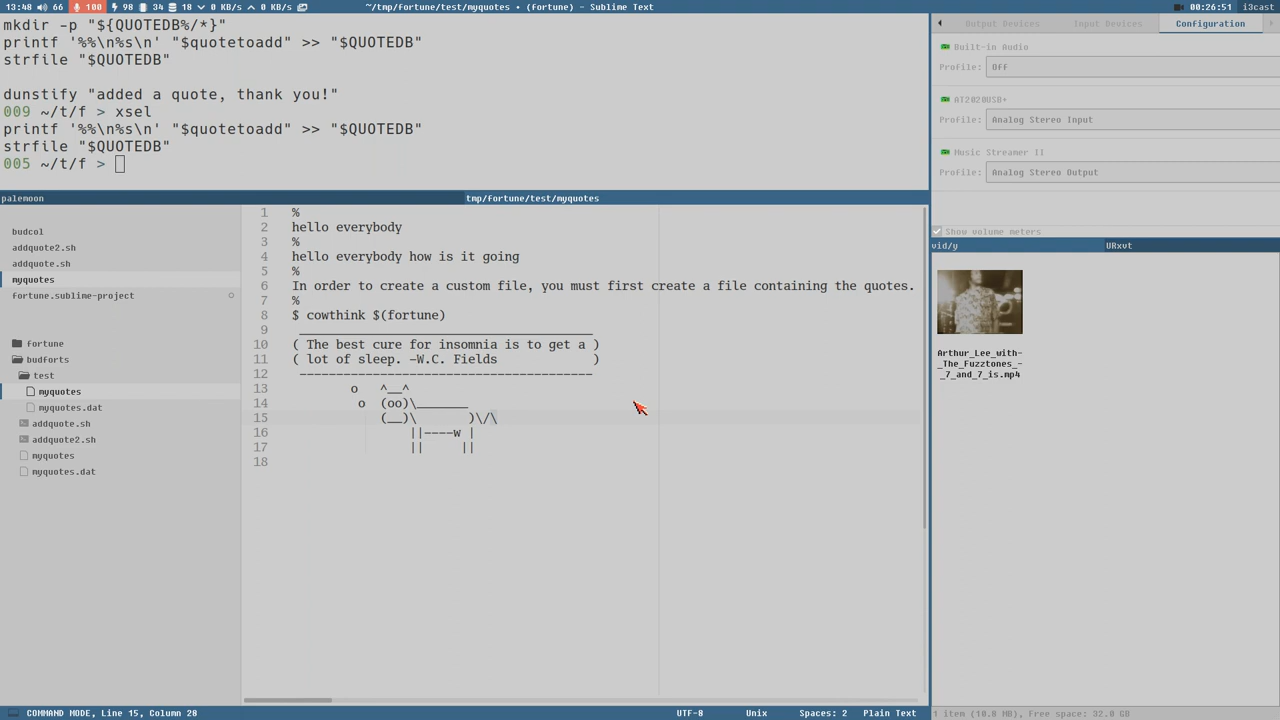 13:48 66 100 98 34 18 0 KB/s 0 KB/s ~/tmp/fortune/test/myquotes • (fortune) - Sublime Text 00:26:51 i3cast
mkdir -p "${QUOTEDB%/*}"
printf '%%\n%s\n' "$quotetoadd" >> "$QUOTEDB"
strfile "$QUOTEDB"
dunstify "added a quote, thank you!"
009 ~/t/f > xsel
printf '%%\n%s\n' "$quotetoadd" >> "$QUOTEDB"
strfile "$QUOTEDB"
005 ~/t/f >
Output Devices Input Devices Configuration
Built-in Audio
Profile: Off
AT2020USB+
Profile: Analog Stereo Input
Music Streamer II
Profile: Analog Stereo Output
Show volume meters
palemoon tmp/fortune/test/myquotes
budcol
addquote2.sh
addquote.sh
myquotes
fortune.sublime-project
fortune
budforts
test
myquotes
myquotes.dat
addquote.sh
addquote2.sh
myquotes
myquotes.dat
1 %
2 hello everybody
3 %
4 hello everybody how is it going
5 %
6 In order to create a custom file, you must first create a file containing the quotes.
7 %
8 $ cowthink $(fortune)
9  ________________________________________
10 ( The best cure for insomnia is to get a )
11 ( lot of sleep. -W.C. Fields             )
12  ----------------------------------------
13         o   ^__^
14          o  (oo)\_______
15             (__)\       )\/\
16                 ||----w |
17                 ||     ||
18
vid/y URxvt
Arthur_Lee_with-
_The_Fuzztones_-
_7_and_7_is.mp4
COMMAND MODE, Line 15, Column 28 UTF-8 Unix Spaces: 2 Plain Text
1 item (10.8 MB), Free space: 32.0 GB